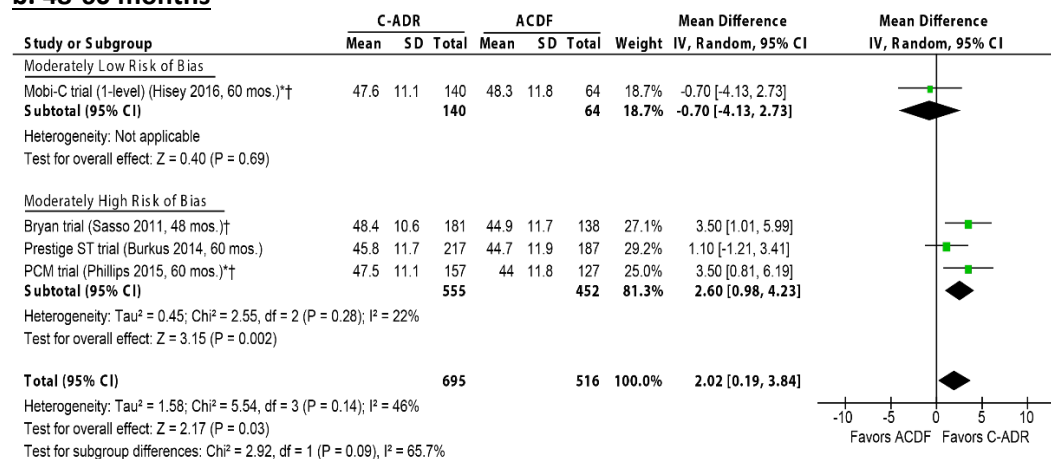 b. 48-60 months
C-ADR ACDF Mean Difference Mean Difference
Study or Subgroup Mean SD Total Mean SD Total Weight IV, Random, 95% CI IV, Random, 95% CI
Moderately Low Risk of Bias
Mobi-C trial (1-level) (Hisey 2016, 60 mos.)*† 47.6 11.1 140 48.3 11.8 64 18.7% -0.70 [-4.13, 2.73]
Subtotal (95% CI) 140 64 18.7% -0.70 [-4.13, 2.73]
Heterogeneity: Not applicable
Test for overall effect: Z = 0.40 (P = 0.69)
Moderately High Risk of Bias
Bryan trial (Sasso 2011, 48 mos.)† 48.4 10.6 181 44.9 11.7 138 27.1% 3.50 [1.01, 5.99]
Prestige ST trial (Burkus 2014, 60 mos.) 45.8 11.7 217 44.7 11.9 187 29.2% 1.10 [-1.21, 3.41]
PCM trial (Phillips 2015, 60 mos.)*† 47.5 11.1 157 44 11.8 127 25.0% 3.50 [0.81, 6.19]
Subtotal (95% CI) 555 452 81.3% 2.60 [0.98, 4.23]
Heterogeneity: Tau² = 0.45; Chi² = 2.55, df = 2 (P = 0.28); I² = 22%
Test for overall effect: Z = 3.15 (P = 0.002)
Total (95% CI) 695 516 100.0% 2.02 [0.19, 3.84]
Heterogeneity: Tau² = 1.58; Chi² = 5.54, df = 3 (P = 0.14); I² = 46%
Test for overall effect: Z = 2.17 (P = 0.03)
Test for subgroup differences: Chi² = 2.92, df = 1 (P = 0.09), I² = 65.7%
-10 -5 0 5 10
Favors ACDF Favors C-ADR